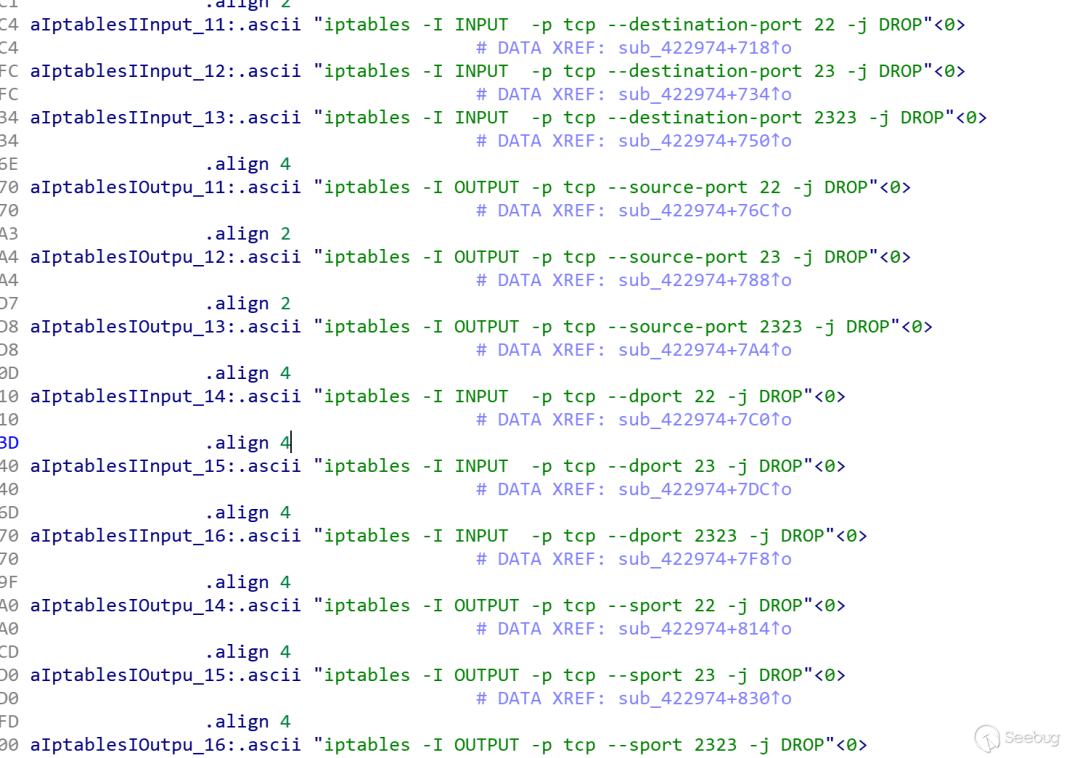 C1 .align 2
C4 aIptablesIInput_11:.ascii "iptables -I INPUT  -p tcp --destination-port 22 -j DROP"<0>
C4 # DATA XREF: sub_422974+718↑o
FC aIptablesIInput_12:.ascii "iptables -I INPUT  -p tcp --destination-port 23 -j DROP"<0>
FC # DATA XREF: sub_422974+734↑o
34 aIptablesIInput_13:.ascii "iptables -I INPUT  -p tcp --destination-port 2323 -j DROP"<0>
34 # DATA XREF: sub_422974+750↑o
6E .align 4
70 aIptablesIOutpu_11:.ascii "iptables -I OUTPUT -p tcp --source-port 22 -j DROP"<0>
70 # DATA XREF: sub_422974+76C↑o
A3 .align 2
A4 aIptablesIOutpu_12:.ascii "iptables -I OUTPUT -p tcp --source-port 23 -j DROP"<0>
A4 # DATA XREF: sub_422974+788↑o
D7 .align 2
D8 aIptablesIOutpu_13:.ascii "iptables -I OUTPUT -p tcp --source-port 2323 -j DROP"<0>
D8 # DATA XREF: sub_422974+7A4↑o
0D .align 4
10 aIptablesIInput_14:.ascii "iptables -I INPUT  -p tcp --dport 22 -j DROP"<0>
10 # DATA XREF: sub_422974+7C0↑o
3D .align 4
40 aIptablesIInput_15:.ascii "iptables -I INPUT  -p tcp --dport 23 -j DROP"<0>
40 # DATA XREF: sub_422974+7DC↑o
6D .align 4
70 aIptablesIInput_16:.ascii "iptables -I INPUT  -p tcp --dport 2323 -j DROP"<0>
70 # DATA XREF: sub_422974+7F8↑o
9F .align 4
A0 aIptablesIOutpu_14:.ascii "iptables -I OUTPUT -p tcp --sport 22 -j DROP"<0>
A0 # DATA XREF: sub_422974+814↑o
CD .align 4
D0 aIptablesIOutpu_15:.ascii "iptables -I OUTPUT -p tcp --sport 23 -j DROP"<0>
D0 # DATA XREF: sub_422974+830↑o
FD .align 4
00 aIptablesIOutpu_16:.ascii "iptables -I OUTPUT -p tcp --sport 2323 -j DROP"<0>
Seebug